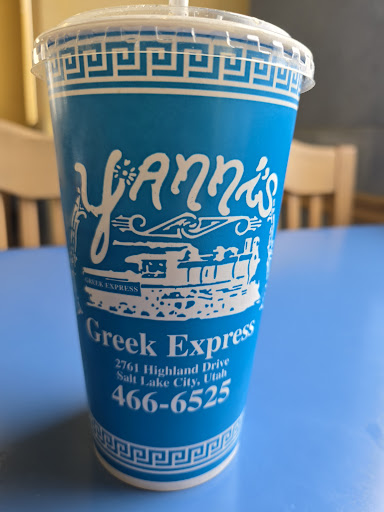 Yanni's
GREEK EXPRESS
Greek Express
2761 Highland Drive
Salt Lake City, Utah
466-6525